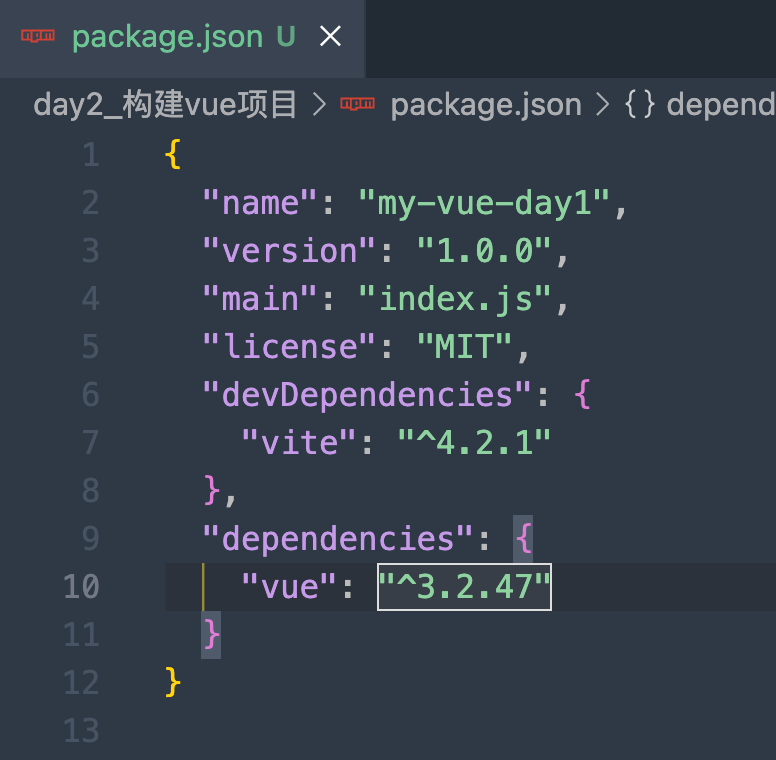 package.json U
day2_构建vue项目 > package.json > {} depend
1 {
2 "name": "my-vue-day1",
3 "version": "1.0.0",
4 "main": "index.js",
5 "license": "MIT",
6 "devDependencies": {
7 "vite": "^4.2.1"
8 },
9 "dependencies": {
10 "vue": "^3.2.47"
11 }
12 }
13